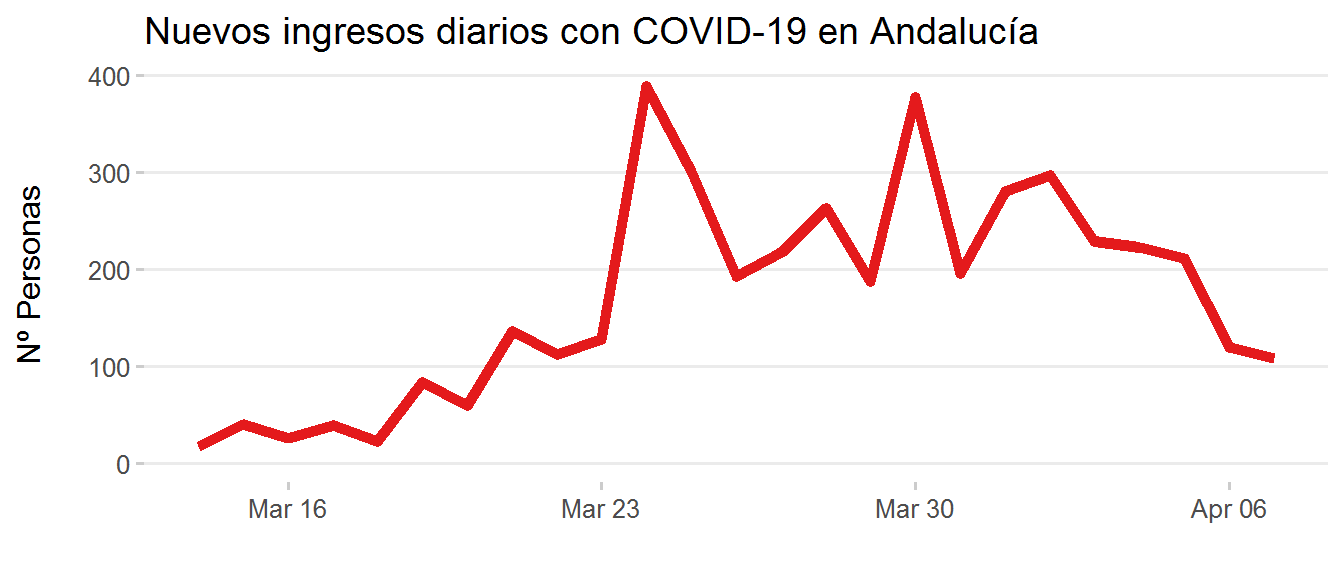 Nuevos ingresos diarios con COVID-19 en Andalucía
Nº Personas
400
300
200
100
0
Mar 16
Mar 23
Mar 30
Apr 06